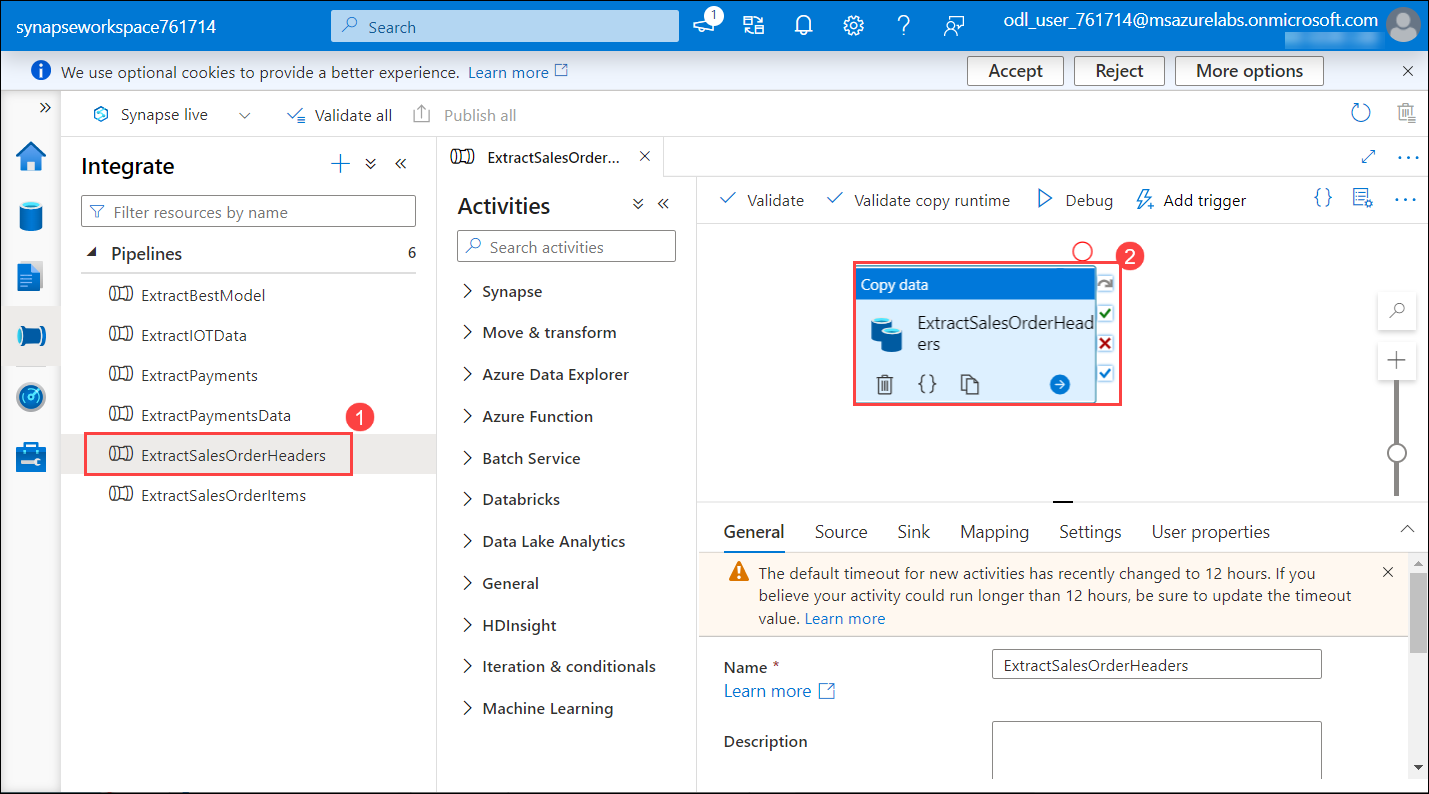 synapseworkspace761714
Search
1
odl_user_761714@msazurelabs.onmicrosoft.com
We use optional cookies to provide a better experience. Learn more
Accept
Reject
More options
Synapse live
Validate all
Publish all
Integrate
Filter resources by name
Pipelines 6
ExtractBestModel
ExtractIOTData
ExtractPayments
ExtractPaymentsData
1
ExtractSalesOrderHeaders
ExtractSalesOrderItems
ExtractSalesOrder...
Activities
Search activities
Synapse
Move & transform
Azure Data Explorer
Azure Function
Batch Service
Databricks
Data Lake Analytics
General
HDInsight
Iteration & conditionals
Machine Learning
Validate
Validate copy runtime
Debug
Add trigger
2
Copy data
ExtractSalesOrderHead
ers
General
Source
Sink
Mapping
Settings
User properties
The default timeout for new activities has recently changed to 12 hours. If you
believe your activity could run longer than 12 hours, be sure to update the timeout
value. Learn more
Name *
ExtractSalesOrderHeaders
Learn more
Description